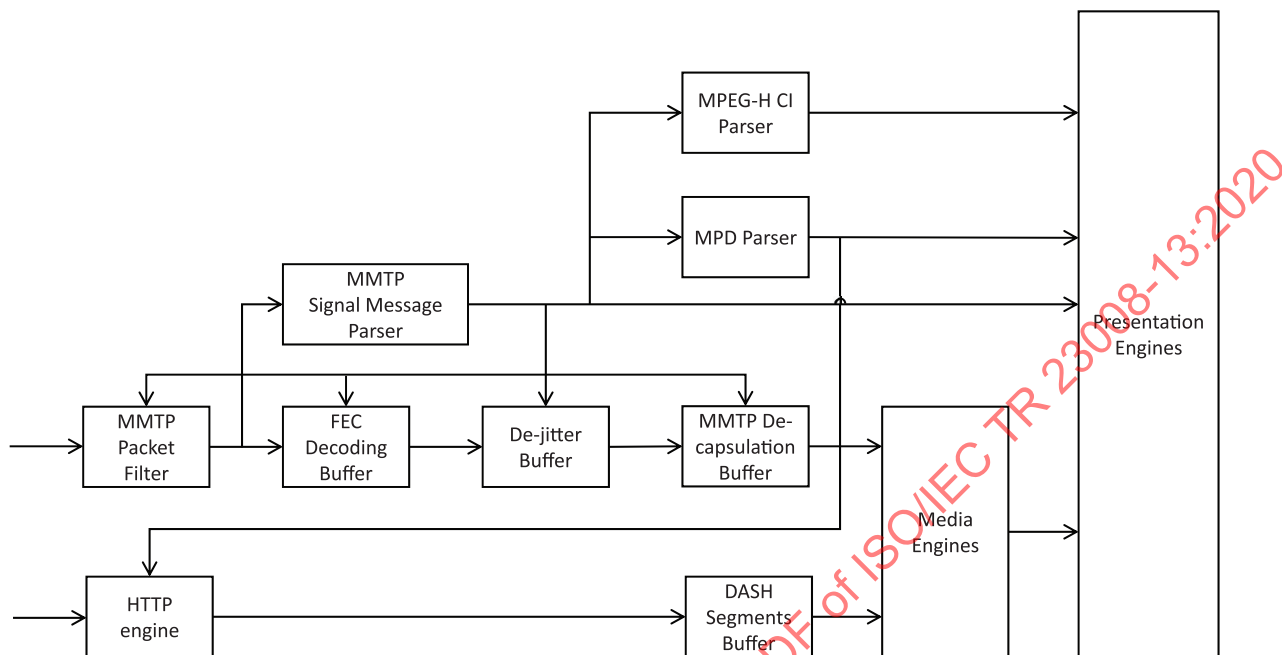 MPEG-H CI
Parser
MPD Parser
MMTP
Signal Message
Parser
Presentation
Engines
MMTP
Packet
Filter
FEC
Decoding
Buffer
De-jitter
Buffer
MMTP De-
capsulation
Buffer
Media
Engines
HTTP
engine
DASH
Segments
Buffer
DF of ISO/IEC TR 23008-13:2020